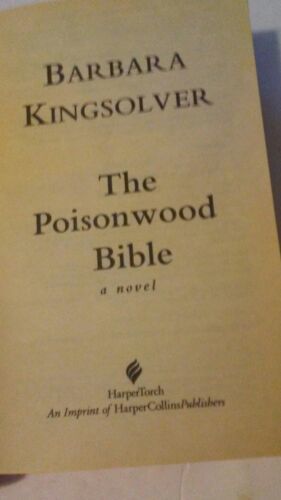 BARBARA
KINGSOLVER
The
Poisonwood
Bible
a novel
HarperTorch
An Imprint of HarperCollinsPublishers